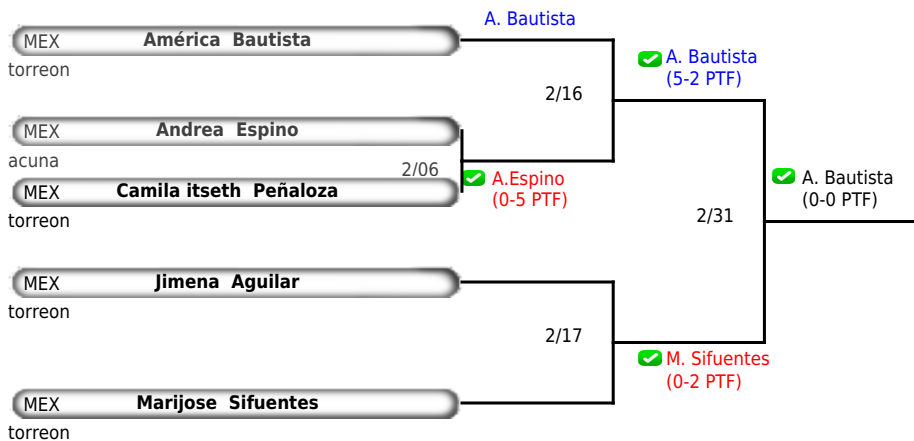 A. Bautista
MEX América Bautista
torreon
A. Bautista
(5-2 PTF)
2/16
MEX Andrea Espino
acuna
2/06
A.Espino
(0-5 PTF)
MEX Camila itseth Peñaloza
torreon
A. Bautista
(0-0 PTF)
2/31
MEX Jimena Aguilar
torreon
2/17
M. Sifuentes
(0-2 PTF)
MEX Marijose Sifuentes
torreon